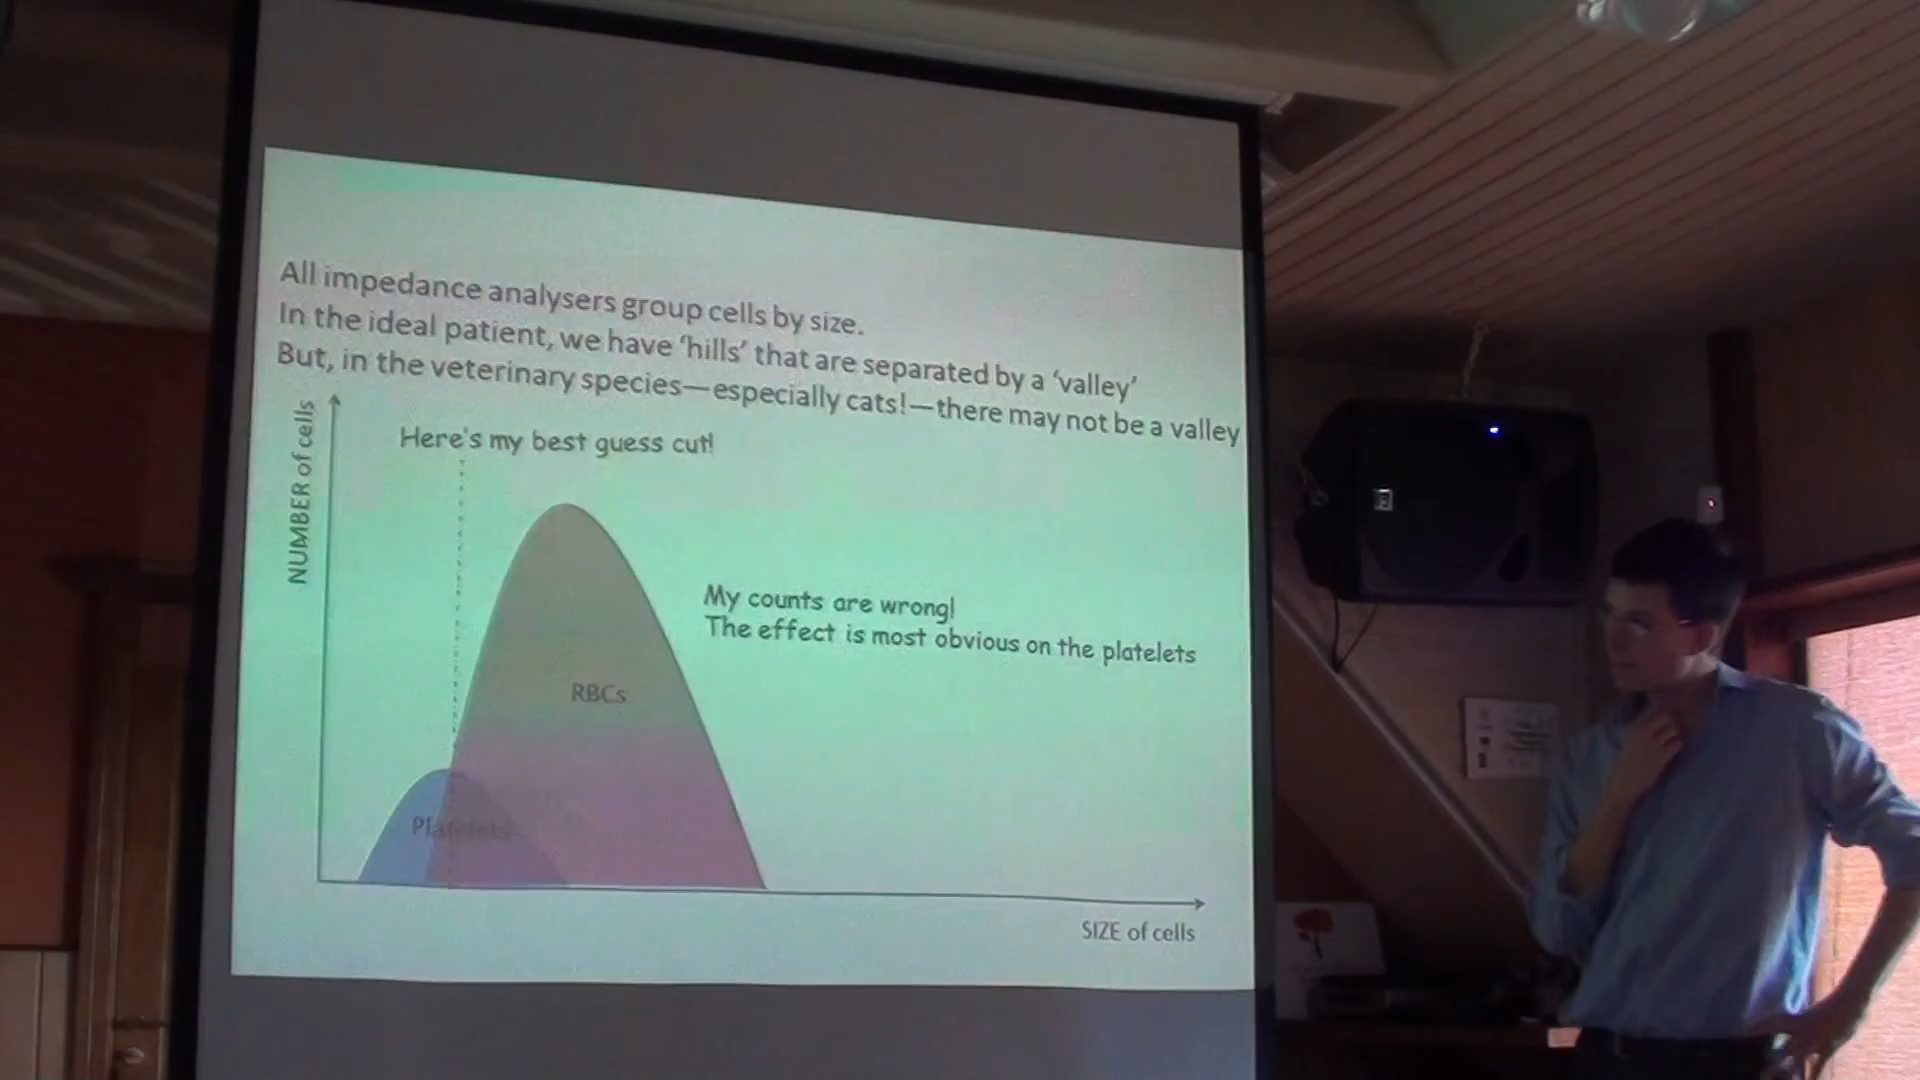 All impedance analysers group cells by size.
In the ideal patient, we have ‘hills’ that are separated by a ‘valley’
But, in the veterinary species—especially cats!—there may not be a valley
NUMBER of cells
Here's my best guess cut!
My counts are wrong!
The effect is most obvious on the platelets
RBCs
Platelets
SIZE of cells